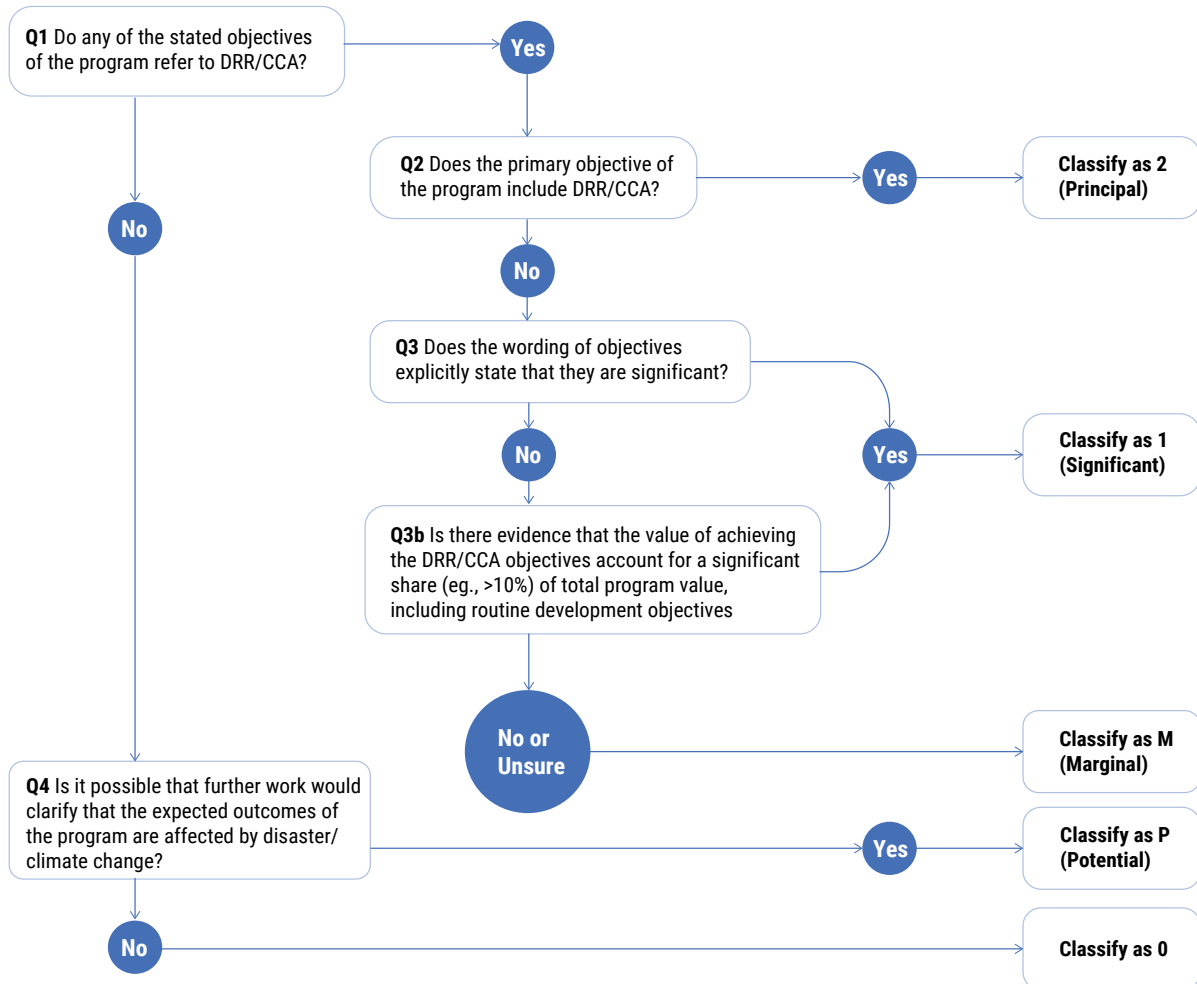 Q1 Do any of the stated objectives
of the program refer to DRR/CCA?
Yes
Q2 Does the primary objective of
the program include DRR/CCA?
Yes
Classify as 2
(Principal)
No
No
Q3 Does the wording of objectives
explicitly state that they are significant?
No
Yes
Classify as 1
(Significant)
Q3b Is there evidence that the value of achieving
the DRR/CCA objectives account for a significant
share (eg., >10%) of total program value,
including routine development objectives
No or
Unsure
Classify as M
(Marginal)
Q4 Is it possible that further work would
clarify that the expected outcomes of
the program are affected by disaster/
climate change?
Yes
Classify as P
(Potential)
No
Classify as 0